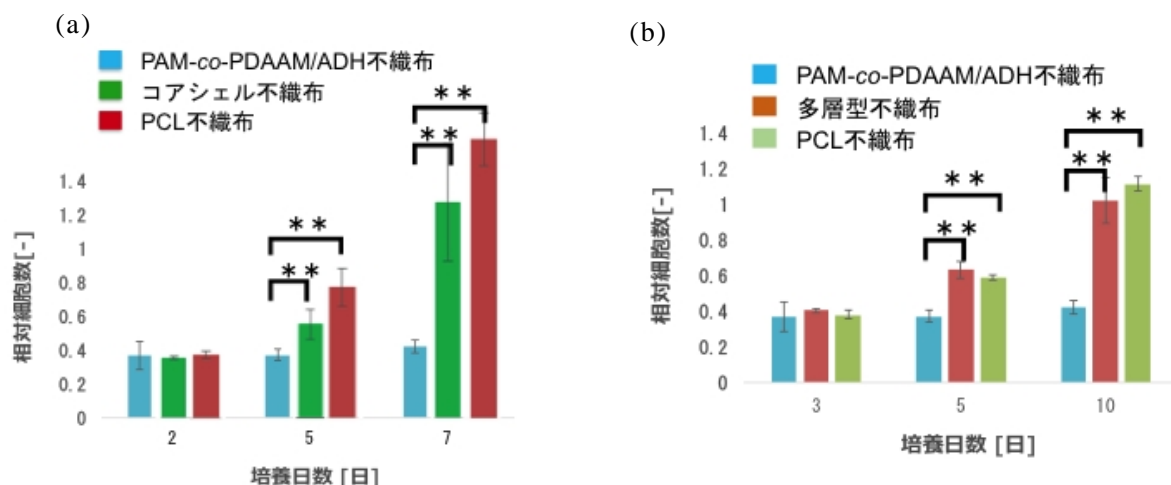 (a)
PAM-co-PDAAM/ADH不織布
コアシェル不織布
PCL不織布
相対細胞数[-]
1.4
1.2
1
0.8
0.6
0.4
0.2
0
**
**
**
**
2
5
7
培養日数 [日]
(b)
PAM-co-PDAAM/ADH不織布
多層型不織布
PCL不織布
相対細胞数[-]
1.4
1.2
1
0.8
0.6
0.4
0.2
0
**
**
**
**
3
5
10
培養日数 [日]